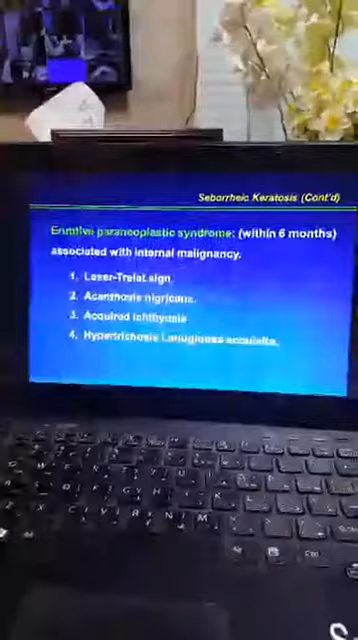 Seborrheic Keratosis (Cont'd)
Eruptive paraneoplastic syndrome: (within 6 months)
associated with internal malignancy.
1. Leser-Trelat sign
2. Acanthosis nigricans.
3. Acquired ichthyosis
4. Hypertrichosis Lanuginosa acquisita.